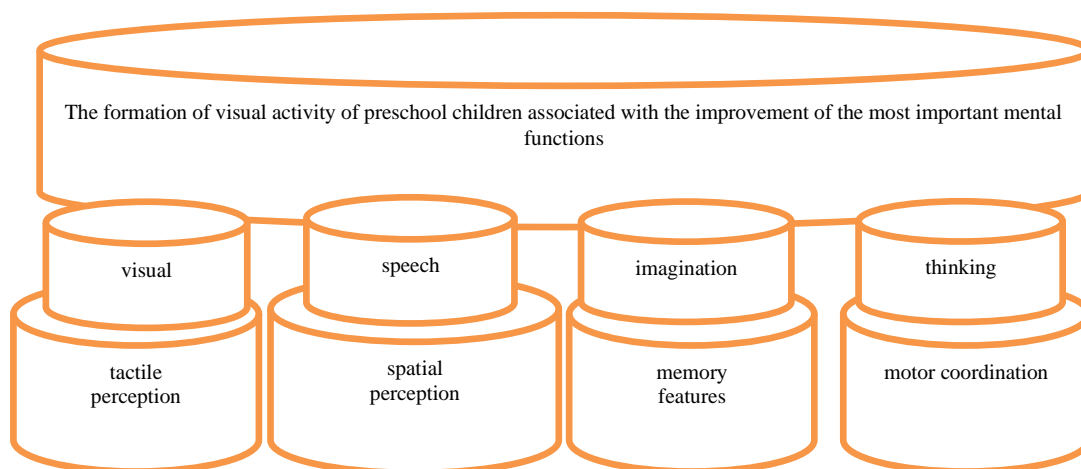 The formation of visual activity of preschool children associated with the improvement of the most important mental
functions
visual
speech
imagination
thinking
tactile
perception
spatial
perception
memory
features
motor coordination